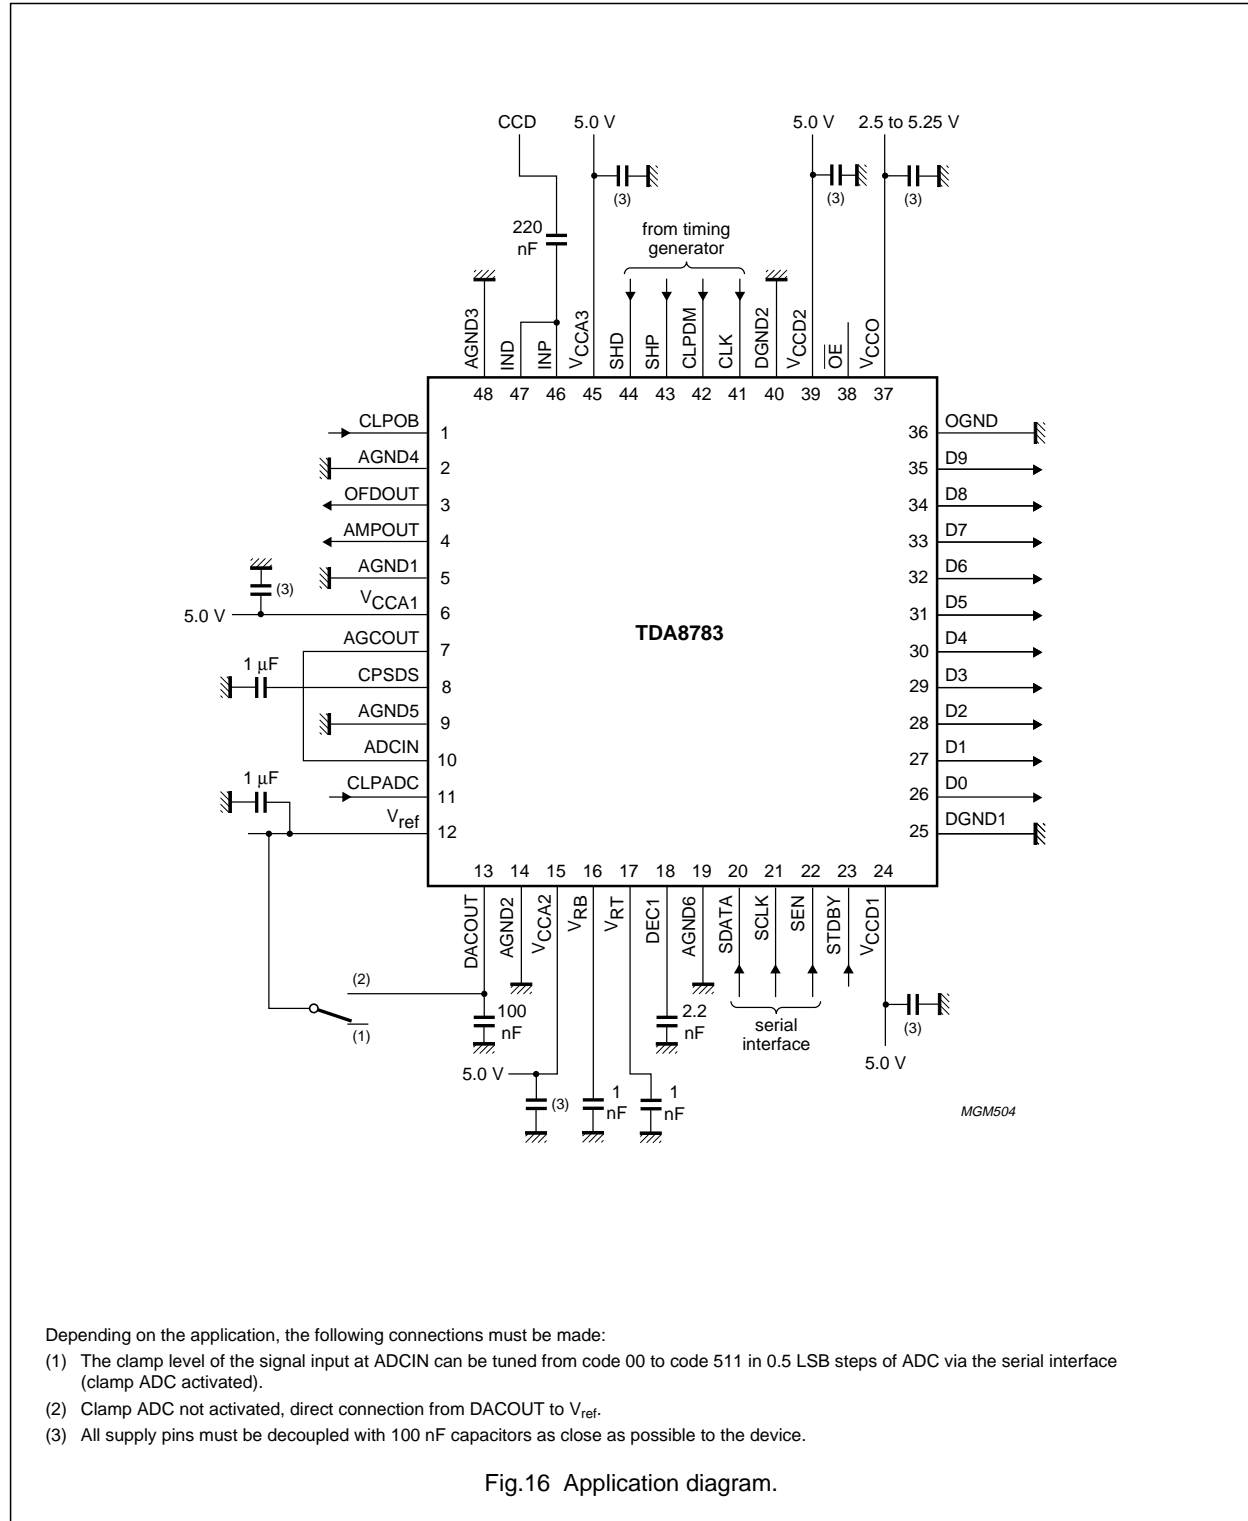 CCD
5.0 V
5.0 V
2.5 to 5.25 V
(3)
(3)
(3)
220
nF
from timing
generator
AGND3
IND
INP
VCCA3
SHD
SHP
CLPDM
CLK
DGND2
VCCD2
OE
VCCO
48 47 46 45 44 43 42 41 40 39 38 37
CLPOB 1
AGND4 2
OFDOUT 3
AMPOUT 4
AGND1 5
(3)
5.0 V
VCCA1 6
AGCOUT 7
1 μF
CPSDS 8
AGND5 9
ADCIN 10
1 μF
CLPADC 11
Vref 12
TDA8783
36 OGND
35 D9
34 D8
33 D7
32 D6
31 D5
30 D4
29 D3
28 D2
27 D1
26 D0
25 DGND1
13 14 15 16 17 18 19 20 21 22 23 24
DACOUT
AGND2
VCCA2
VRB
VRT
DEC1
AGND6
SDATA
SCLK
SEN
STDBY
VCCD1
(2)
(1)
100
nF
2.2
nF
serial
interface
(3)
5.0 V
5.0 V
(3)
1
nF
1
nF
MGM504
Depending on the application, the following connections must be made:
(1) The clamp level of the signal input at ADCIN can be tuned from code 00 to code 511 in 0.5 LSB steps of ADC via the serial interface
(clamp ADC activated).
(2) Clamp ADC not activated, direct connection from DACOUT to Vref.
(3) All supply pins must be decoupled with 100 nF capacitors as close as possible to the device.
Fig.16 Application diagram.